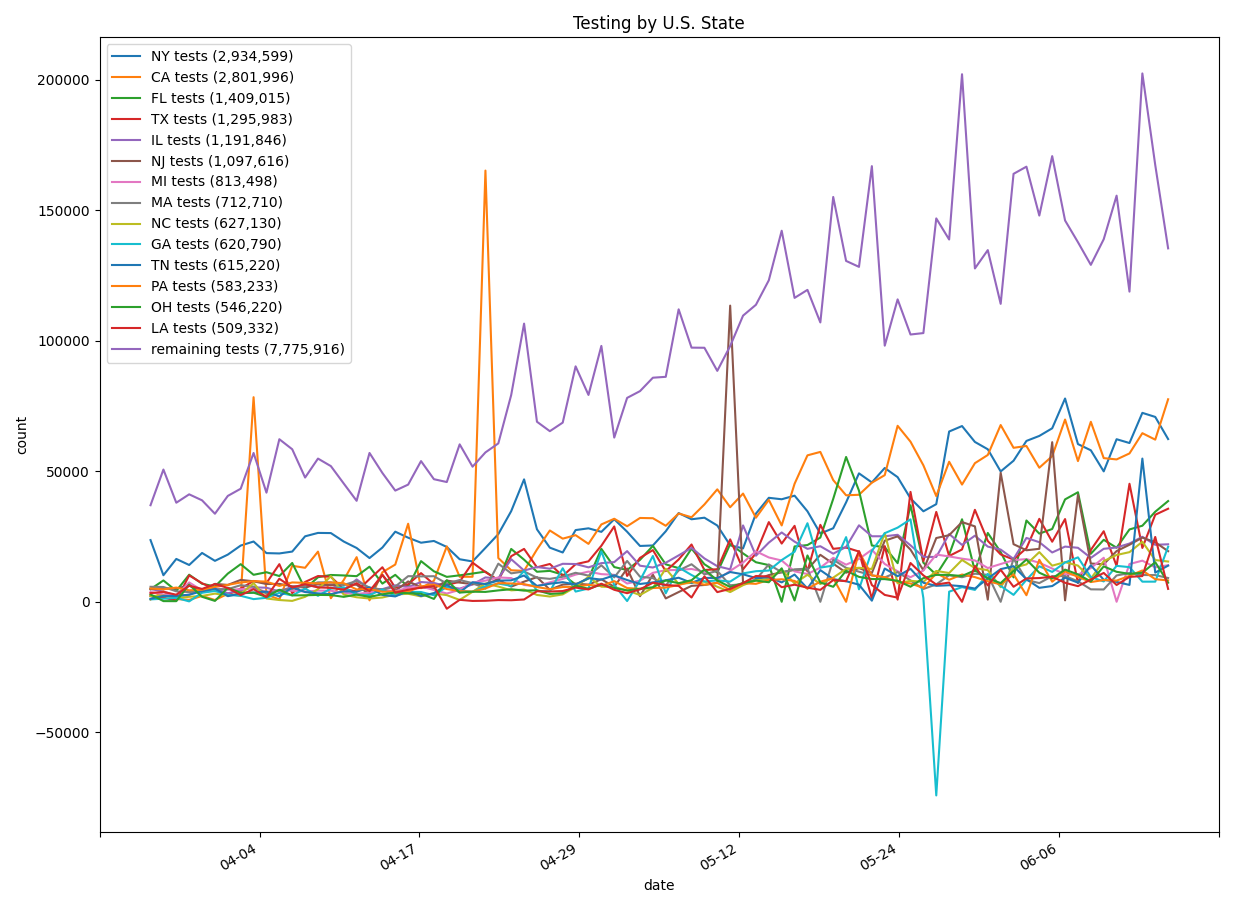 Testing by U.S. State
NY tests (2,934,599)
CA tests (2,801,996)
FL tests (1,409,015)
TX tests (1,295,983)
IL tests (1,191,846)
NJ tests (1,097,616)
MI tests (813,498)
MA tests (712,710)
NC tests (627,130)
GA tests (620,790)
TN tests (615,220)
PA tests (583,233)
OH tests (546,220)
LA tests (509,332)
remaining tests (7,775,916)
200000
150000
100000
50000
0
−50000
count
04-04
04-17
04-29
05-12
05-24
06-06
date